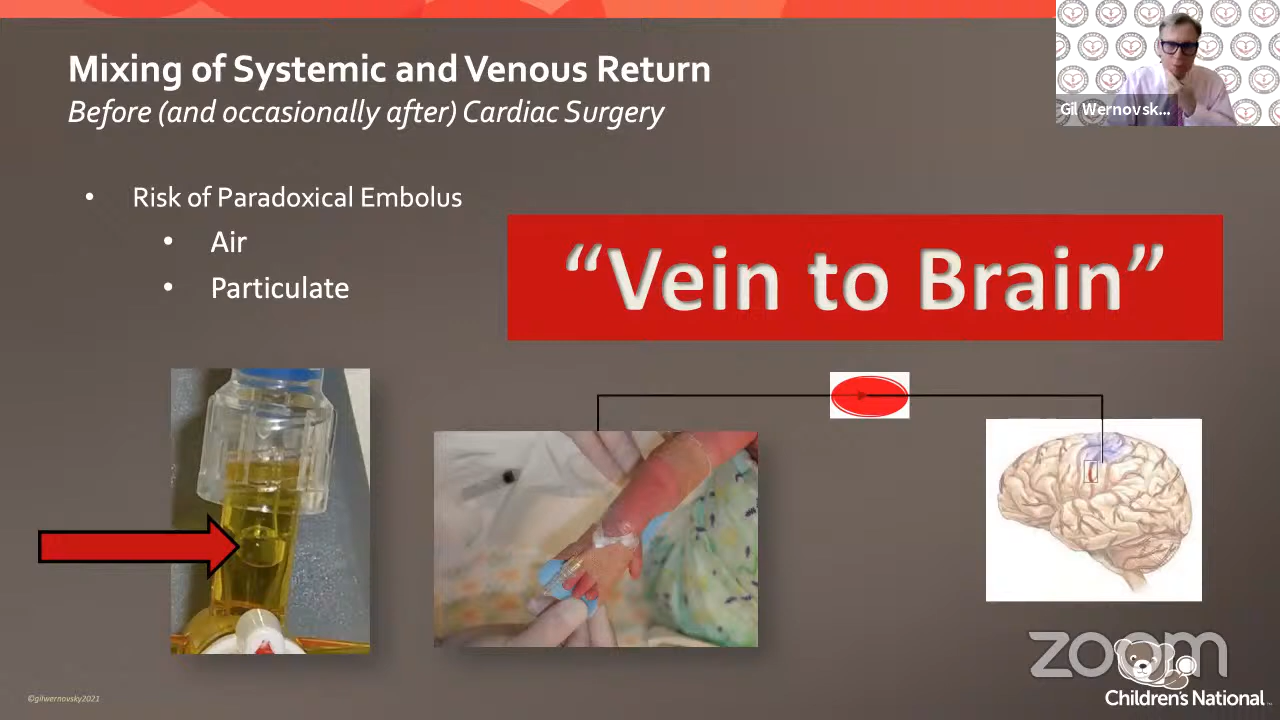 Mixing of Systemic and Venous Return
Before (and occasionally after) Cardiac Surgery
Gil Wernovsk...
• Risk of Paradoxical Embolus
• Air
• Particulate
“Vein to Brain”
zoom
Children's National
©gilwernovsky2021